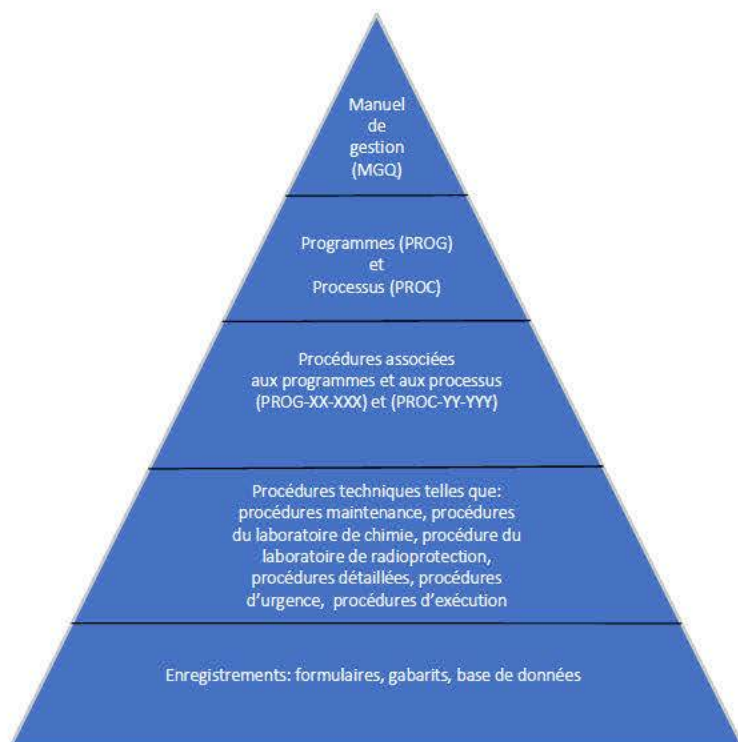 Manuel
de
gestion
(MGQ)
Programmes (PROG)
et
Processus (PROC)
Procédures associées
aux programmes et aux processus
(PROG-XX-XXX) et (PROC-YY-YYY)
Procédures techniques telles que:
procédures maintenance, procédures
du laboratoire de chimie, procédure du
laboratoire de radioprotection,
procédures détaillées, procédures
d'urgence, procédures d'exécution
Enregistrements: formulaires, gabarits, base de données